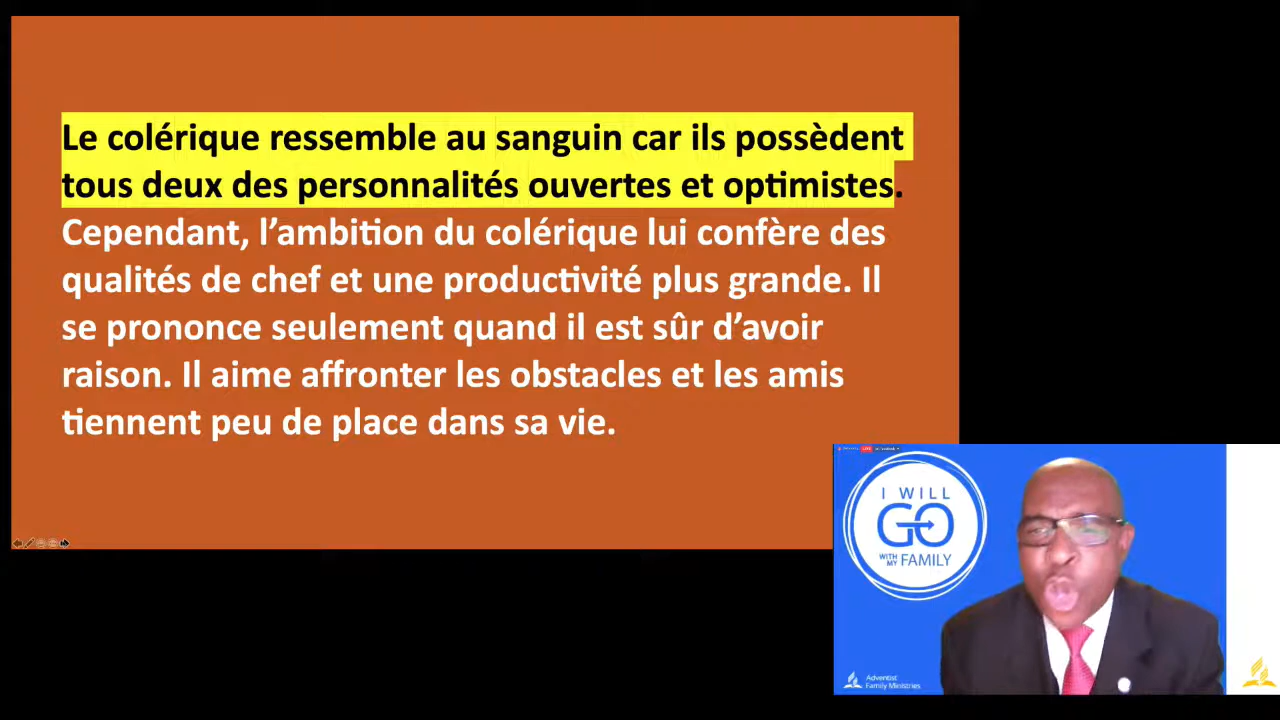 Le colérique ressemble au sanguin car ils possèdent
tous deux des personnalités ouvertes et optimistes.
Cependant, l’ambition du colérique lui confère des
qualités de chef et une productivité plus grande. Il
se prononce seulement quand il est sûr d’avoir
raison. Il aime affronter les obstacles et les amis
tiennent peu de place dans sa vie.
I WILL
GO
WITH MY FAMILY
Adventist
Family Ministries